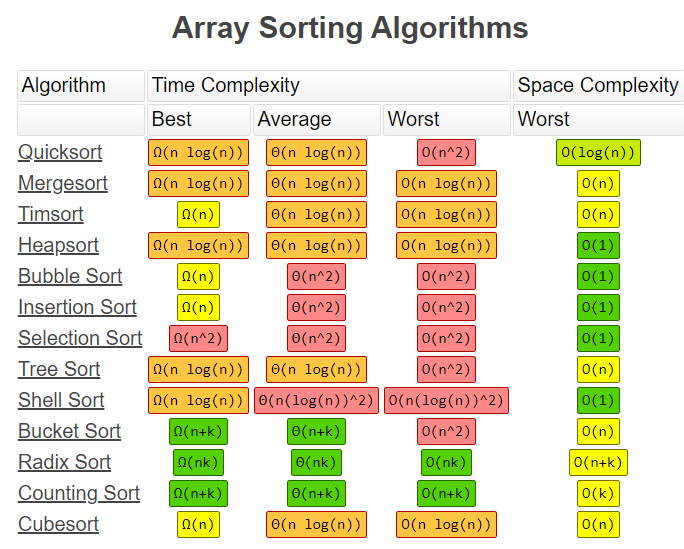 Array Sorting Algorithms
Algorithm Time Complexity Space Complexity
Best Average Worst Worst
Quicksort Ω(n log(n)) Θ(n log(n)) O(n^2) O(log(n))
Mergesort Ω(n log(n)) Θ(n log(n)) O(n log(n)) O(n)
Timsort Ω(n) Θ(n log(n)) O(n log(n)) O(n)
Heapsort Ω(n log(n)) Θ(n log(n)) O(n log(n)) O(1)
Bubble Sort Ω(n) Θ(n^2) O(n^2) O(1)
Insertion Sort Ω(n) Θ(n^2) O(n^2) O(1)
Selection Sort Ω(n^2) Θ(n^2) O(n^2) O(1)
Tree Sort Ω(n log(n)) Θ(n log(n)) O(n^2) O(n)
Shell Sort Ω(n log(n)) Θ(n(log(n))^2) O(n(log(n))^2) O(1)
Bucket Sort Ω(n+k) Θ(n+k) O(n^2) O(n)
Radix Sort Ω(nk) Θ(nk) O(nk) O(n+k)
Counting Sort Ω(n+k) Θ(n+k) O(n+k) O(k)
Cubesort Ω(n) Θ(n log(n)) O(n log(n)) O(n)